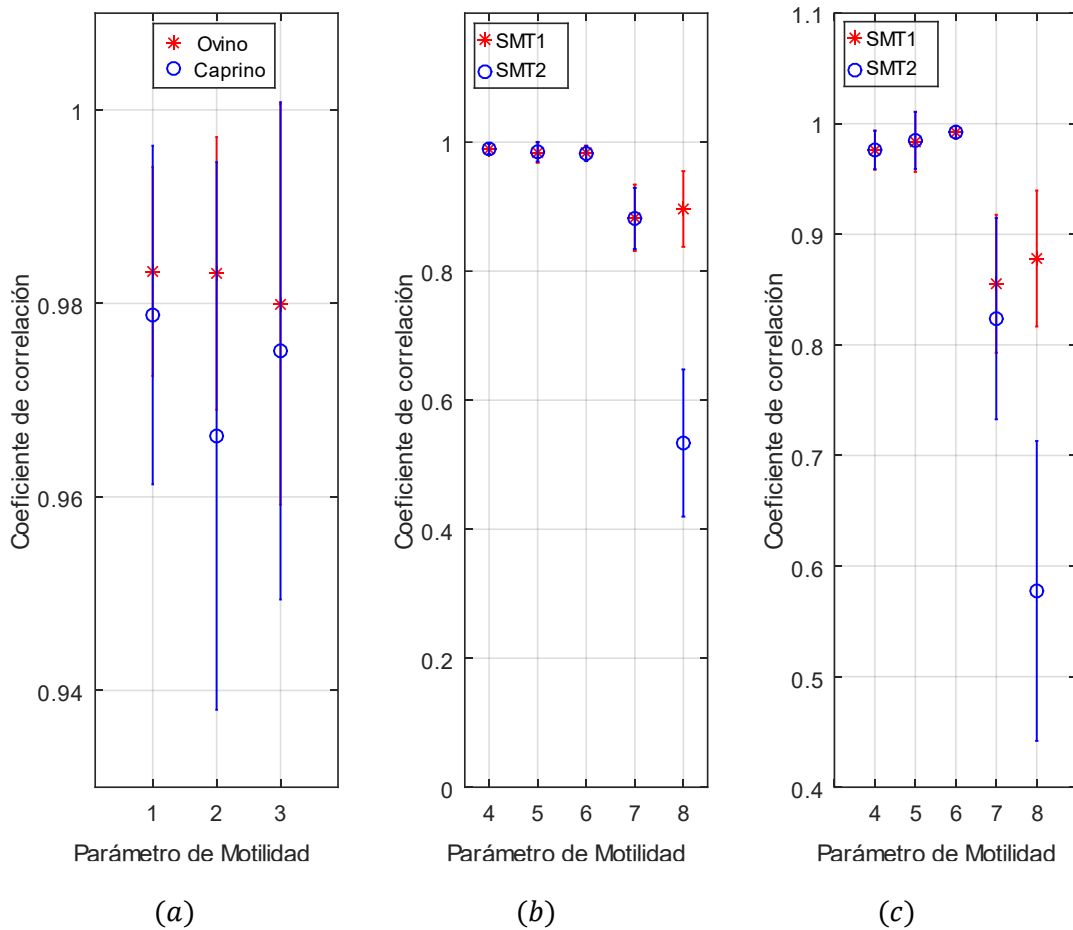 Ovino
Caprino
1
0.98
0.96
0.94
Coeficiente de correlación
1 2 3
Parámetro de Motilidad
(a)
SMT1
SMT2
1
0.8
0.6
0.4
0.2
0
Coeficiente de correlación
4 5 6 7 8
Parámetro de Motilidad
(b)
SMT1
SMT2
1.1
1
0.9
0.8
0.7
0.6
0.5
0.4
Coeficiente de correlación
4 5 6 7 8
Parámetro de Motilidad
(c)